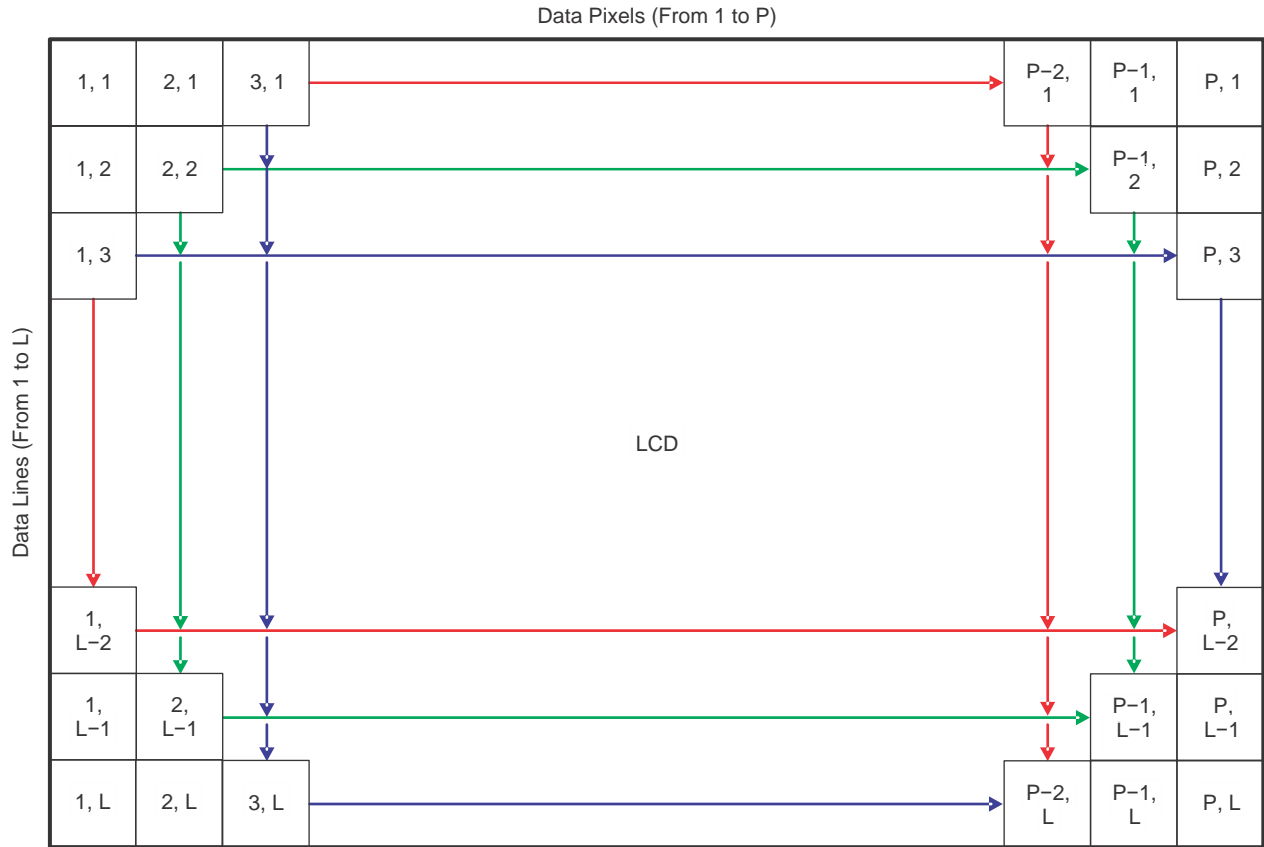 Data Pixels (From 1 to P)
1, 1
2, 1
3, 1
P−2,
1
P−1,
1
P, 1
1, 2
2, 2
P−1,
2
P, 2
1, 3
P, 3
Data Lines (From 1 to L)
LCD
1,
L−2
P,
L−2
1,
L−1
2,
L−1
P−1,
L−1
P,
L−1
1, L
2, L
3, L
P−2,
L
P−1,
L
P, L